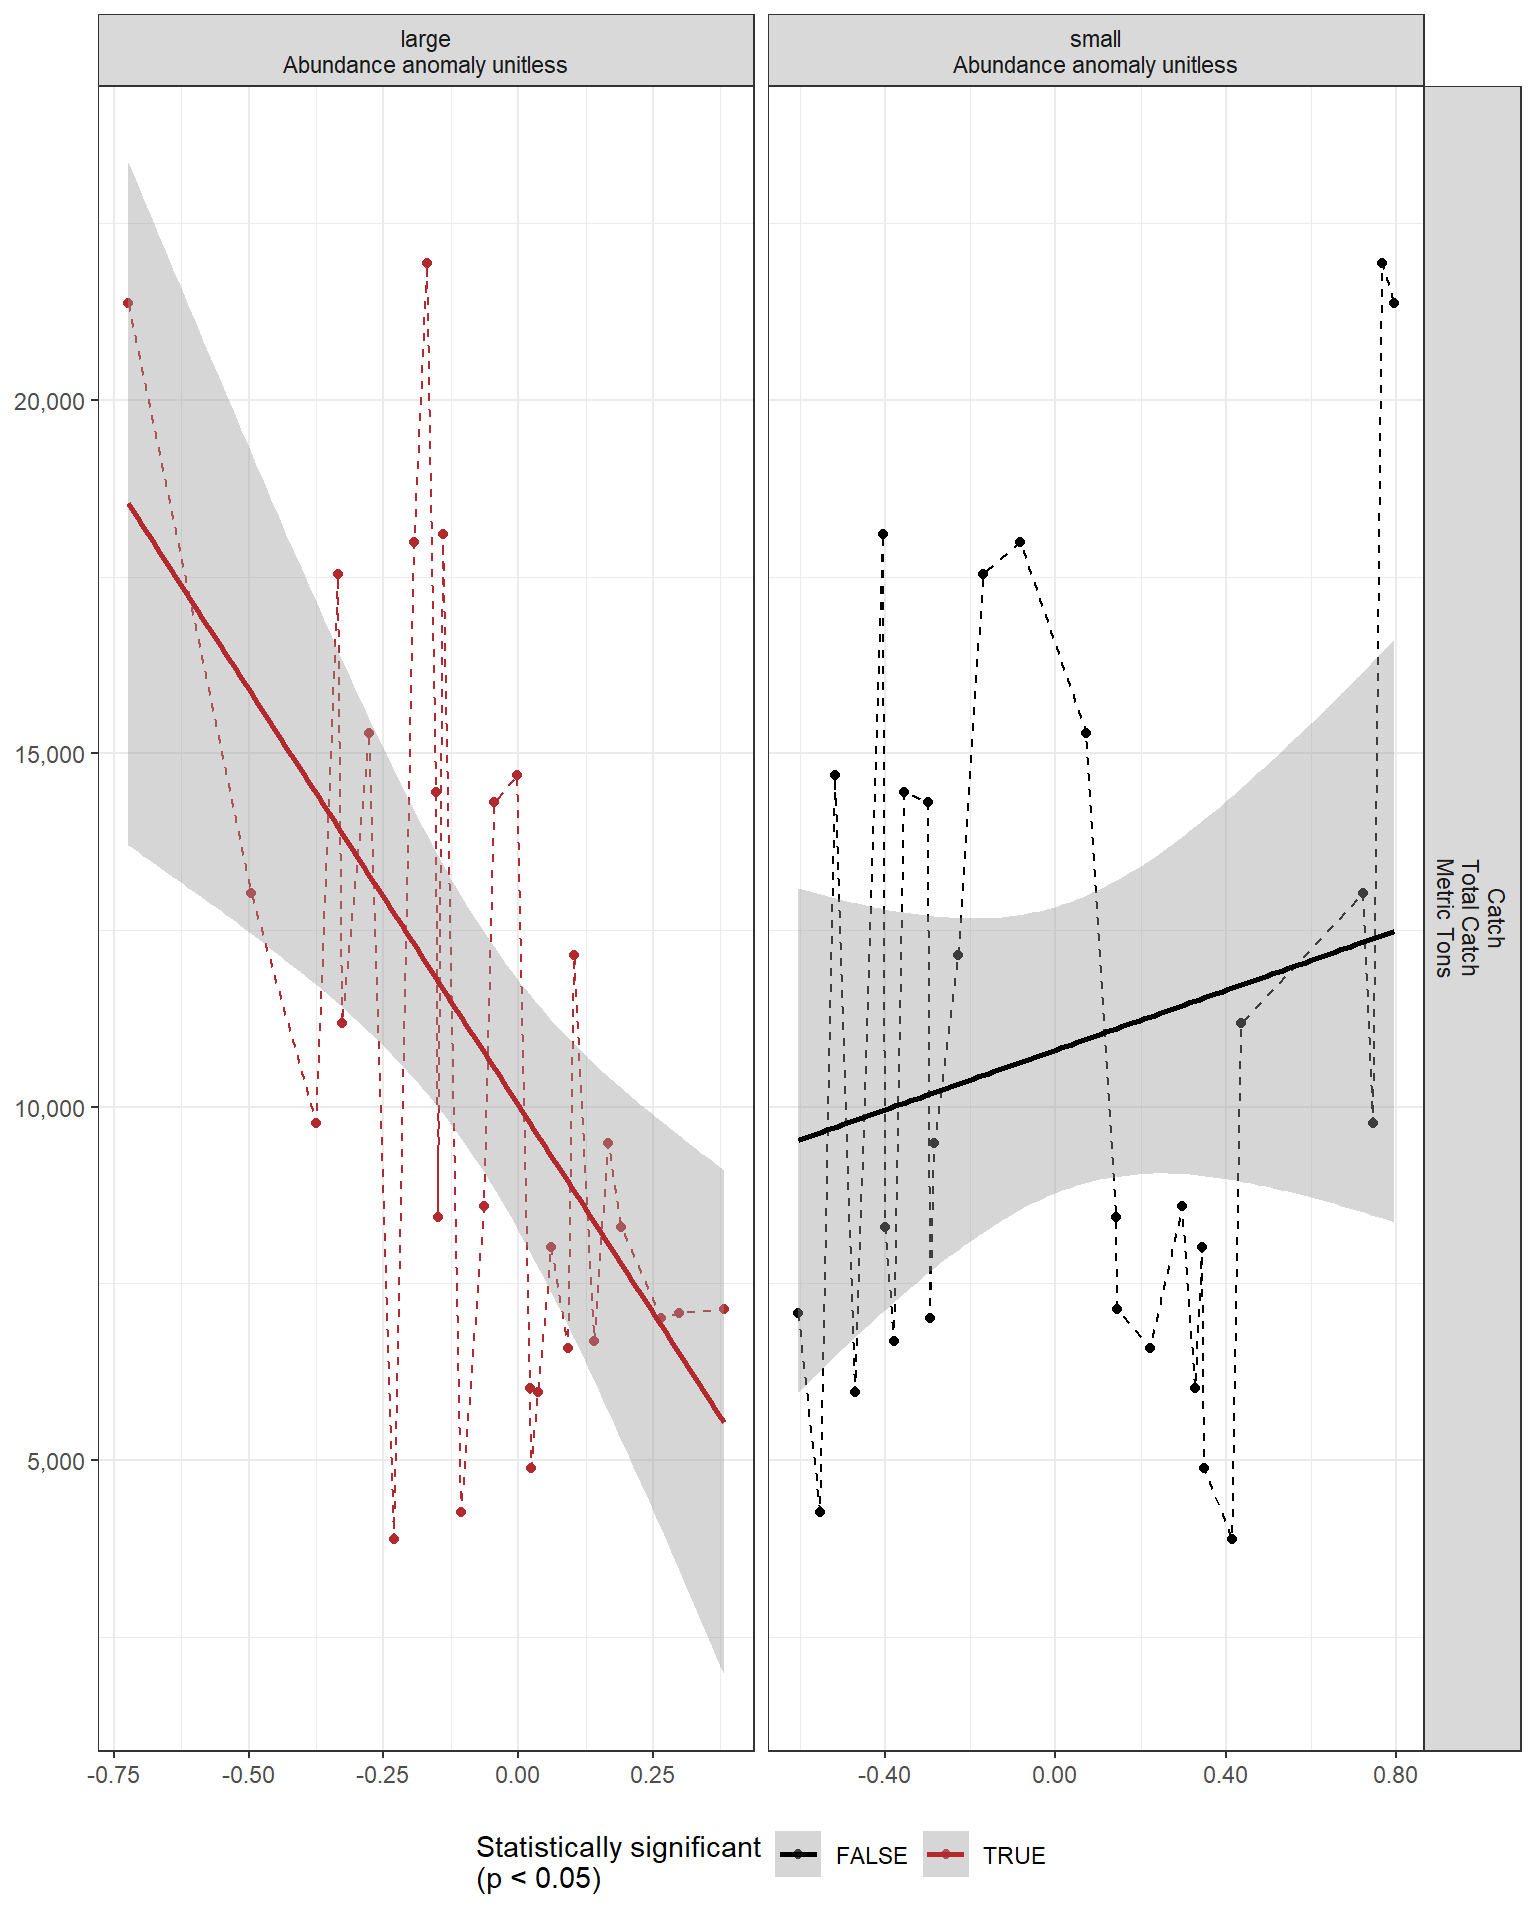 large
Abundance anomaly unitless
small
Abundance anomaly unitless
20,000
15,000
10,000
5,000
Catch
Total Catch
Metric Tons
-0.75
-0.50
-0.25
0.00
0.25
-0.40
0.00
0.40
0.80
Statistically significant
(p < 0.05)
FALSE
TRUE